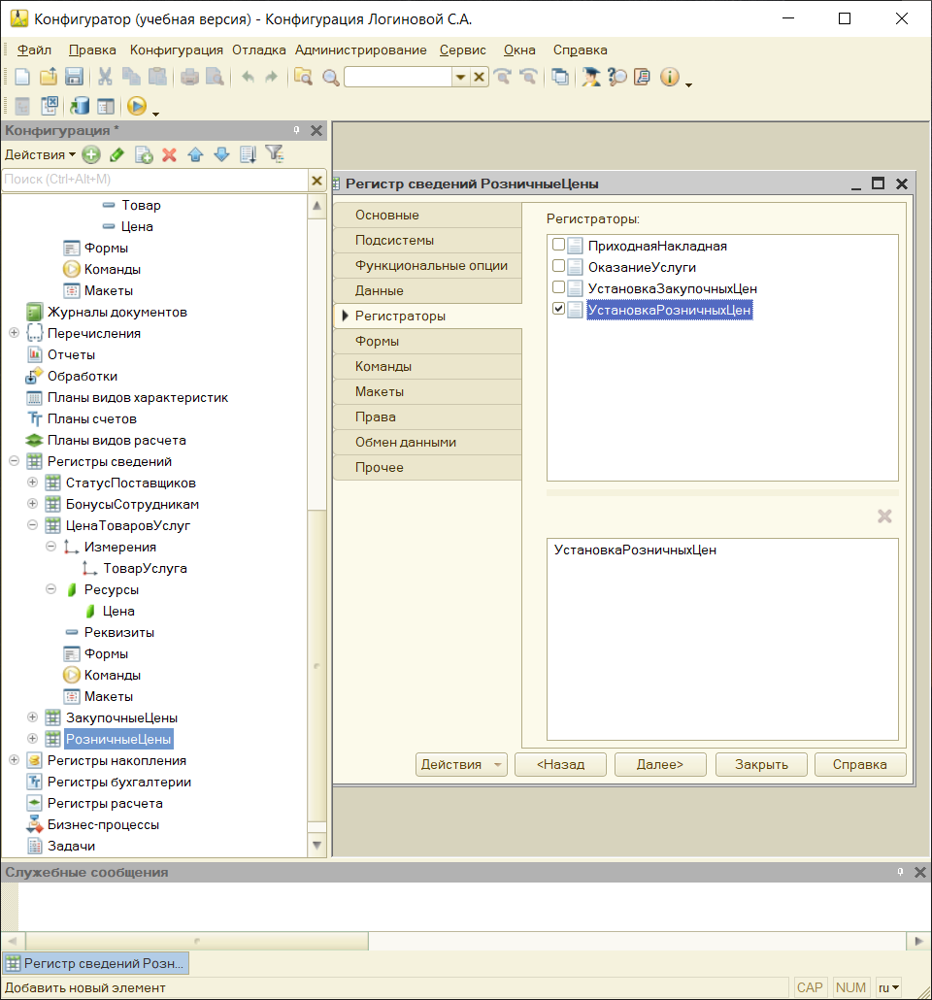 Конфигуратор (учебная версия) - Конфигурация Логиновой С.А.
Файл Правка Конфигурация Отладка Администрирование Сервис Окна Справка
Конфигурация *
Действия
Поиск (Ctrl+Alt+M)
Товар
Цена
Формы
Команды
Макеты
Журналы документов
Перечисления
Отчеты
Обработки
Планы видов характеристик
Планы счетов
Планы видов расчета
Регистры сведений
СтатусПоставщиков
БонусыСотрудникам
ЦенаТоваровУслуг
Измерения
ТоварУслуга
Ресурсы
Цена
Реквизиты
Формы
Команды
Макеты
ЗакупочныеЦены
РозничныеЦены
Регистры накопления
Регистры бухгалтерии
Регистры расчета
Бизнес-процессы
Задачи
Регистр сведений РозничныеЦены
Основные
Подсистемы
Функциональные опции
Данные
Регистраторы
Формы
Команды
Макеты
Права
Обмен данными
Прочее
Регистраторы:
ПриходнаяНакладная
ОказаниеУслуги
УстановкаЗакупочныхЦен
УстановкаРозничныхЦен
УстановкаРозничныхЦен
Действия <Назад Далее> Закрыть Справка
Служебные сообщения
Регистр сведений Розн...
Добавить новый элемент CAP NUM ru